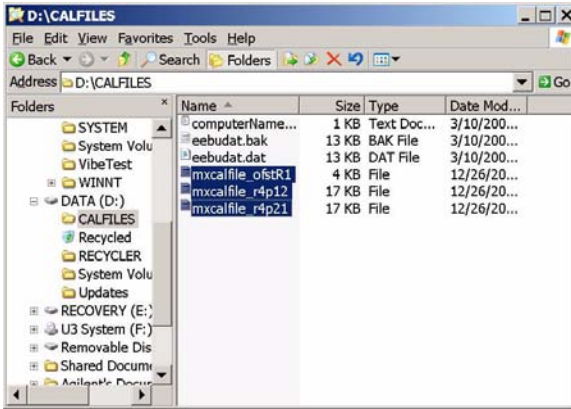 D:\CALFILES
File Edit View Favorites Tools Help
Back Search Folders
Address D:\CALFILES Go
Folders
SYSTEM
System Volu
VibeTest
WINNT
DATA (D:)
CALFILES
Recycled
RECYCLER
System Volu
Updates
RECOVERY (E:)
U3 System (F:)
Removable Dis
Shared Docume
Agilent's Docum
Name Size Type Date Mod...
computerName... 1 KB Text Doc... 3/10/200...
eebudat.bak 13 KB BAK File 3/10/200...
eebudat.dat 13 KB DAT File 3/10/200...
mxcalfile_ofstR1 4 KB File 12/26/20...
mxcalfile_r4p12 17 KB File 12/26/20...
mxcalfile_r4p21 17 KB File 12/26/20...